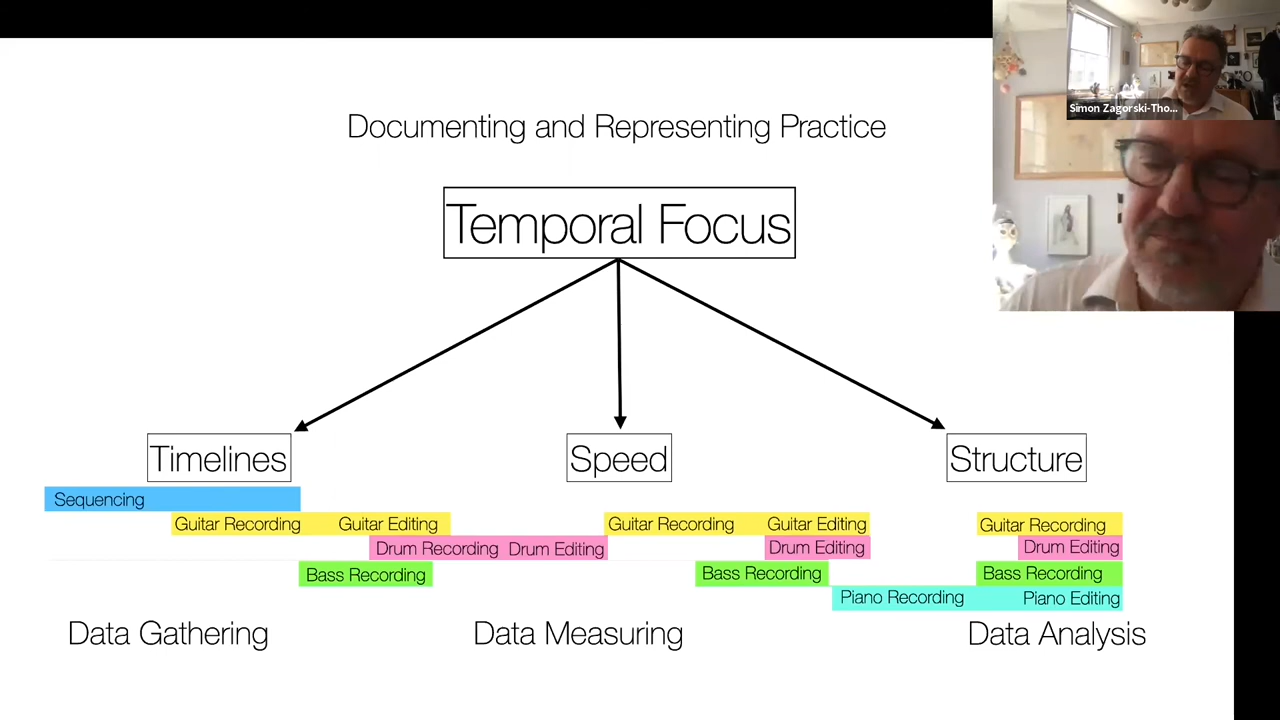 Simon Zagorski-Tho...
Documenting and Representing Practice
Temporal Focus
Timelines
Speed
Structure
Sequencing
Guitar Recording
Guitar Editing
Guitar Recording
Guitar Editing
Guitar Recording
Drum Recording
Drum Editing
Drum Editing
Drum Editing
Bass Recording
Bass Recording
Bass Recording
Piano Recording
Piano Editing
Data Gathering
Data Measuring
Data Analysis